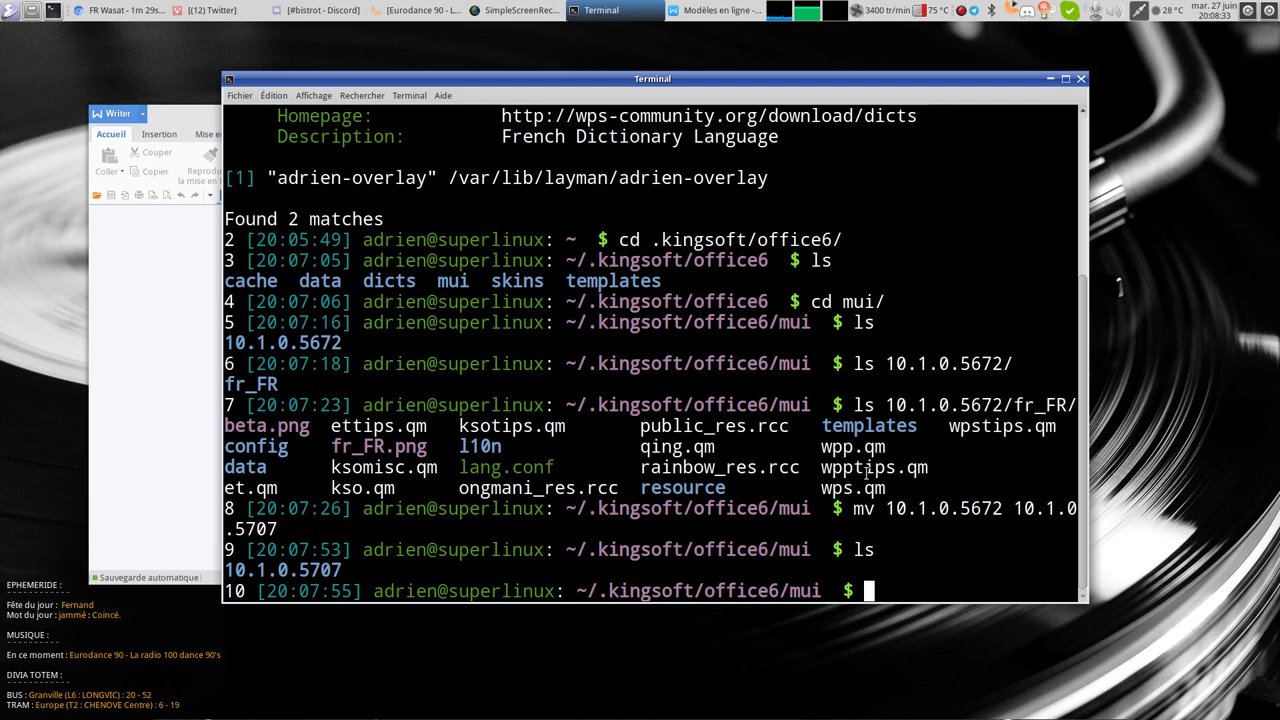 FR Wasat - 1m 29s...
[(12) Twitter]
[#bistrot - Discord]
[Eurodance 90 - L...
SimpleScreenRec...
Terminal
Modèles en ligne -...
3400 tr/min
75 °C
28 °C
mar. 27 juin
20:08:33
Terminal
Fichier Édition Affichage Rechercher Terminal Aide
Writer
Accueil Insertion Mise e
Couper
Coller Copier Reprodu
la mise en
Homepage: http://wps-community.org/download/dicts
Description: French Dictionary Language
[1] "adrien-overlay" /var/lib/layman/adrien-overlay
Found 2 matches
2 [20:05:49] adrien@superlinux: ~ $ cd .kingsoft/office6/
3 [20:07:05] adrien@superlinux: ~/.kingsoft/office6 $ ls
cache data dicts mui skins templates
4 [20:07:06] adrien@superlinux: ~/.kingsoft/office6 $ cd mui/
5 [20:07:16] adrien@superlinux: ~/.kingsoft/office6/mui $ ls
10.1.0.5672
6 [20:07:18] adrien@superlinux: ~/.kingsoft/office6/mui $ ls 10.1.0.5672/
fr_FR
7 [20:07:23] adrien@superlinux: ~/.kingsoft/office6/mui $ ls 10.1.0.5672/fr_FR/
beta.png ettips.qm ksotips.qm public_res.rcc templates wpstips.qm
config fr_FR.png l10n qing.qm wpp.qm
data ksomisc.qm lang.conf rainbow_res.rcc wpptips.qm
et.qm kso.qm ongmani_res.rcc resource wps.qm
8 [20:07:26] adrien@superlinux: ~/.kingsoft/office6/mui $ mv 10.1.0.5672 10.1.0
.5707
9 [20:07:53] adrien@superlinux: ~/.kingsoft/office6/mui $ ls
10.1.0.5707
10 [20:07:55] adrien@superlinux: ~/.kingsoft/office6/mui $
Sauvegarde automatique
EPHEMERIDE :
Fête du jour : Fernand
Mot du jour : jammé : Coincé.
MUSIQUE :
En ce moment : Eurodance 90 - La radio 100 dance 90's
DIVIA TOTEM :
BUS : Granville (L6 : LONGVIC) : 20 - 52
TRAM : Europe (T2 : CHENOVE Centre) : 6 - 19